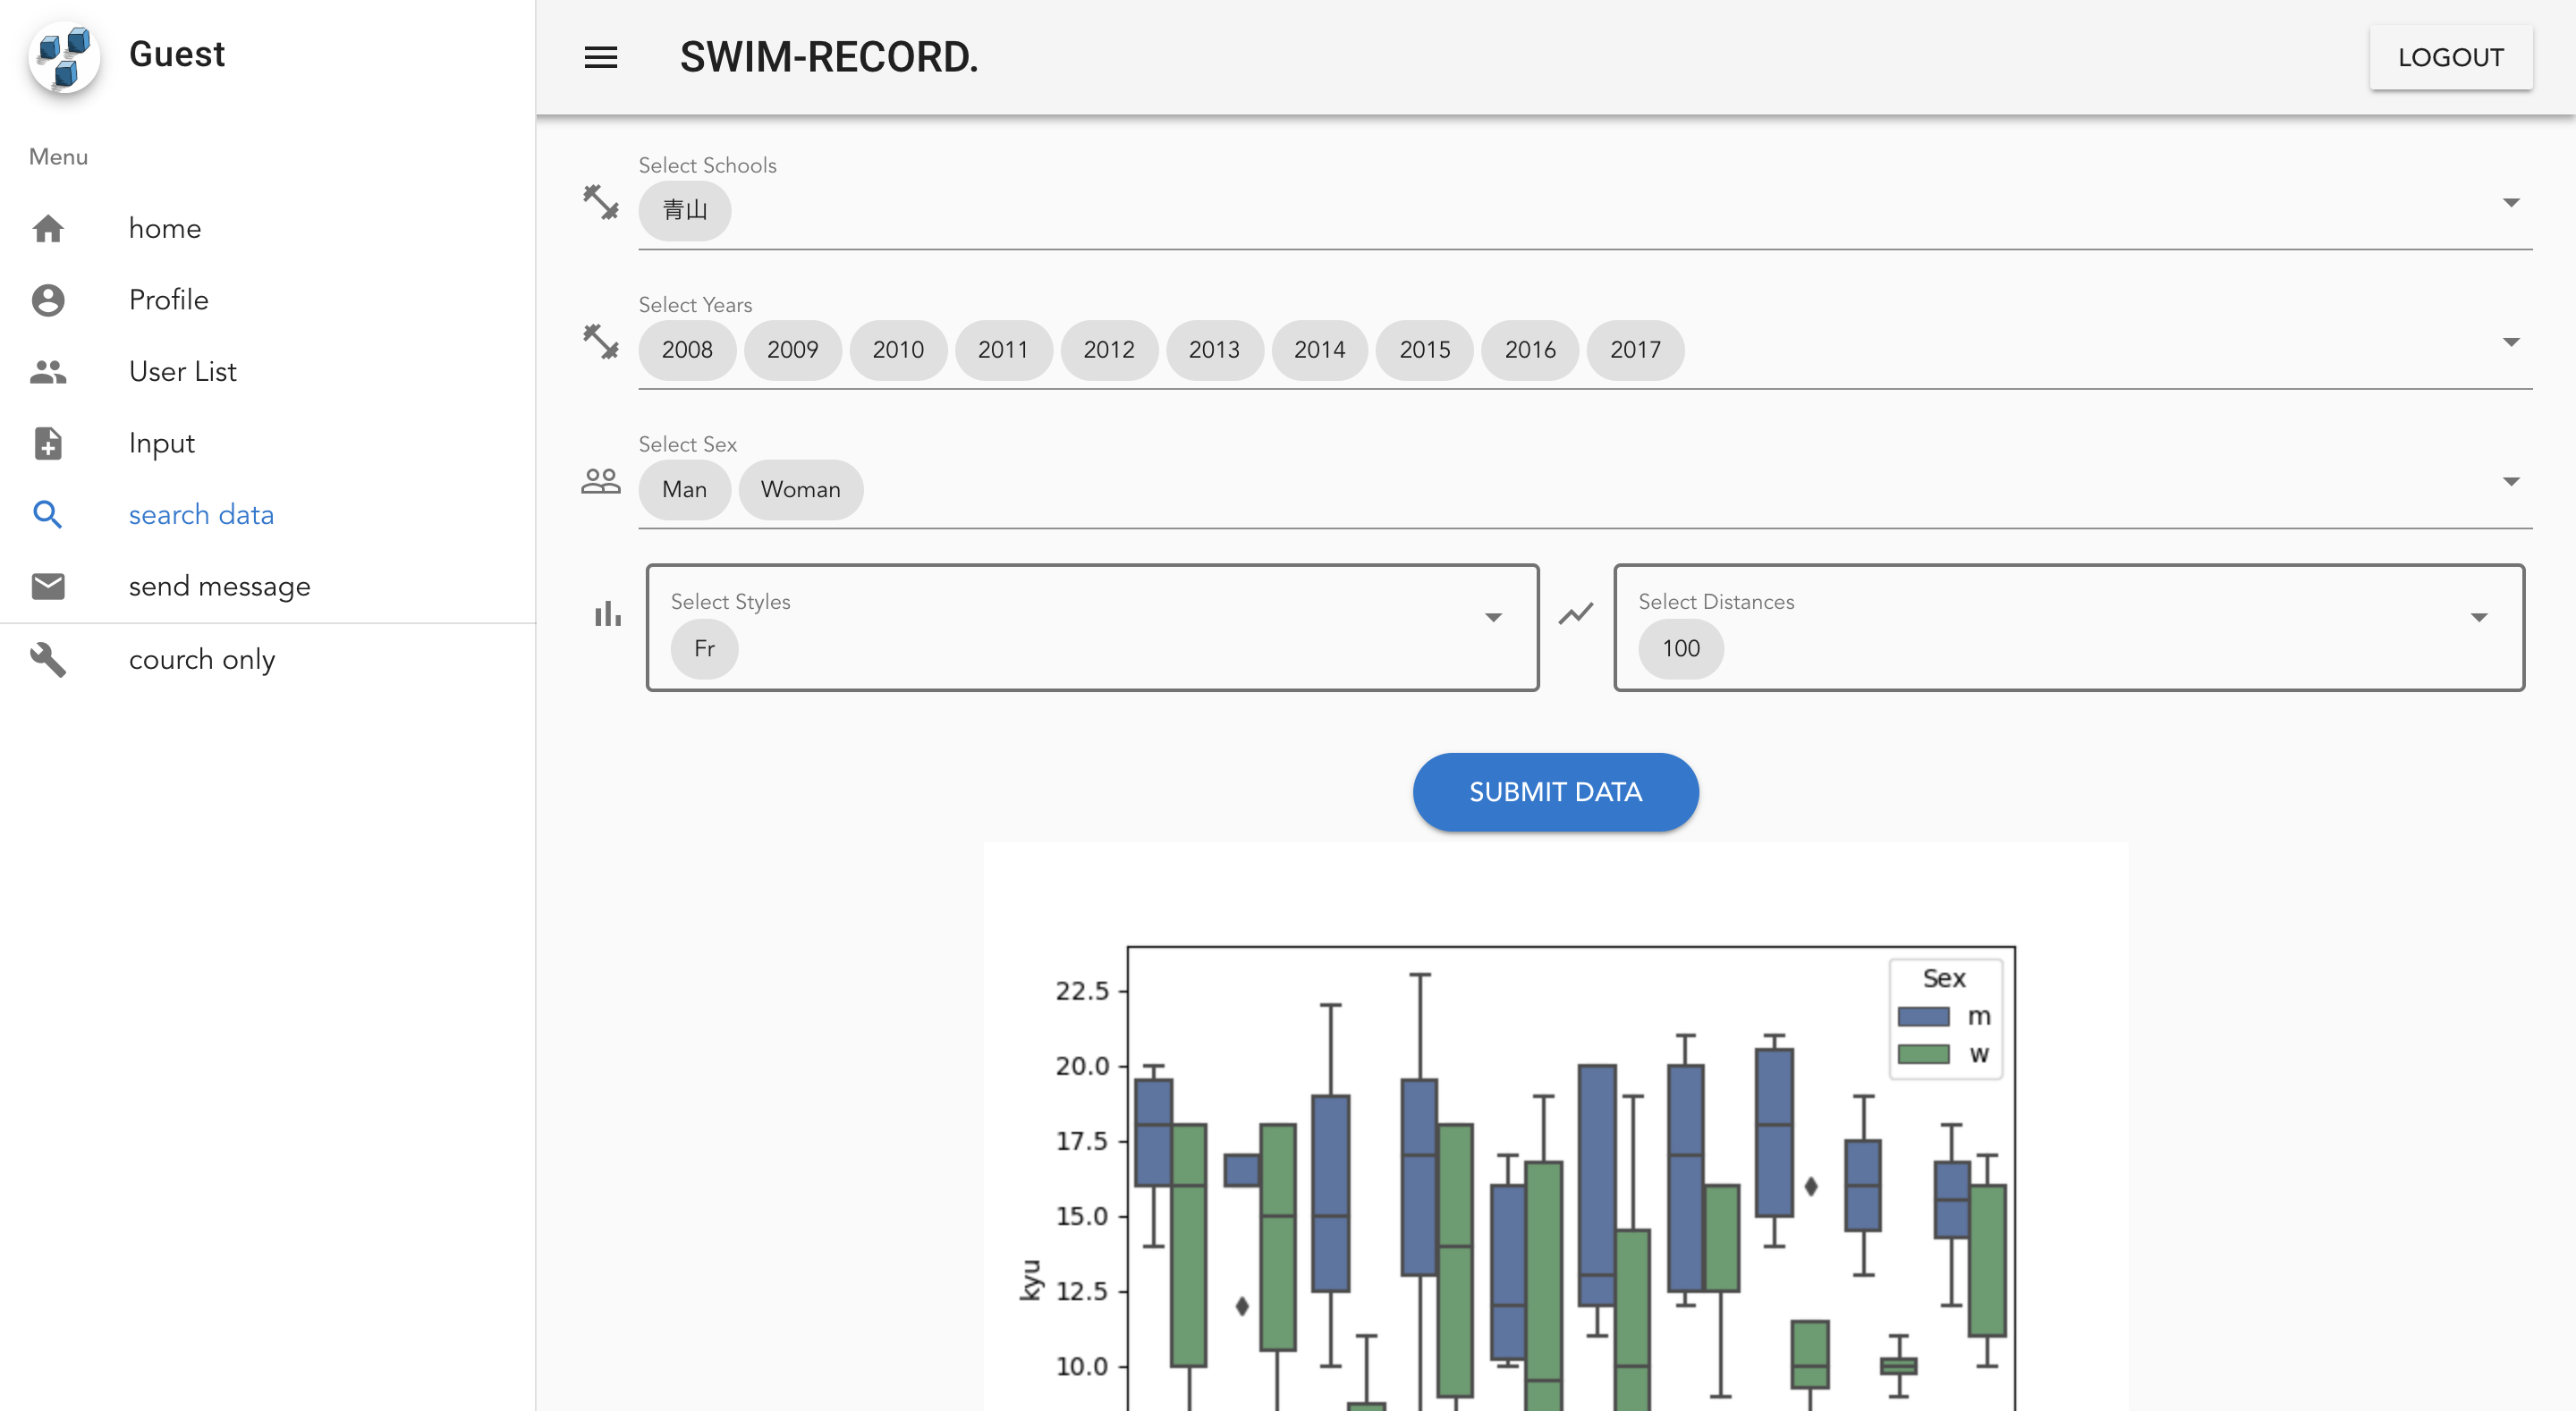 Guest
Menu
home
Profile
User List
Input
search data
send message
courch only
SWIM-RECORD.
LOGOUT
Select Schools
青山
Select Years
2008 2009 2010 2011 2012 2013 2014 2015 2016 2017
Select Sex
Man Woman
Select Styles
Fr
Select Distances
100
SUBMIT DATA
Sex
m
w
22.5
20.0
17.5
15.0
12.5
10.0
kyu